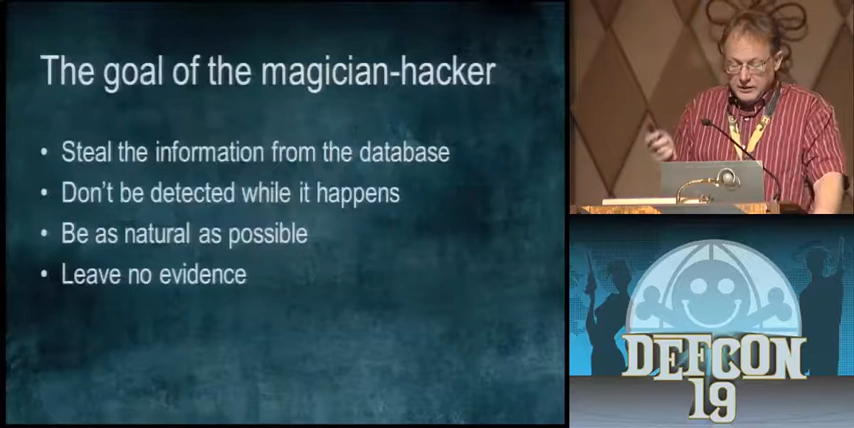 The goal of the magician-hacker
• Steal the information from the database
• Don't be detected while it happens
• Be as natural as possible
• Leave no evidence
DEFCON
19